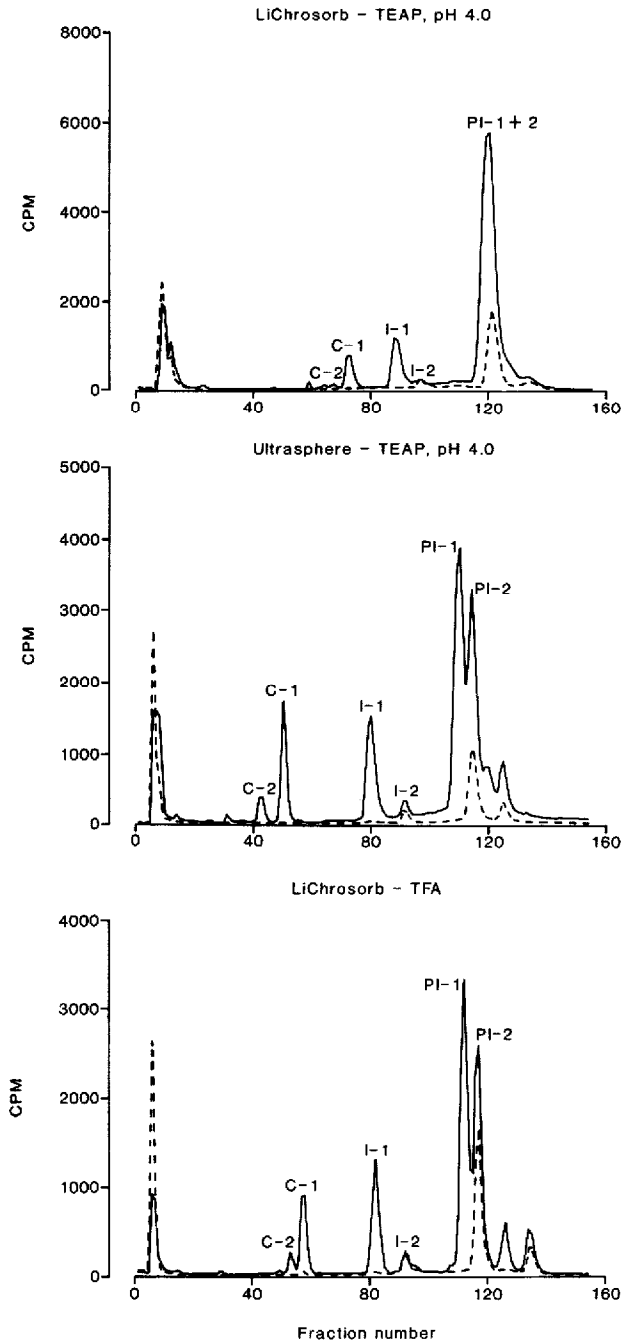 LiChrosorb - TEAP, pH 4.0
8000
6000
4000
2000
0
CPM
PI-1+2
C-2
C-1
I-1
I-2
0 40 80 120 160
Ultrasphere - TEAP, pH 4.0
5000
4000
3000
2000
1000
0
CPM
PI-1
PI-2
C-1
C-2
I-1
I-2
0 40 80 120 160
LiChrosorb - TFA
4000
3000
2000
1000
0
CPM
PI-1
PI-2
I-1
C-1
C-2
I-2
0 40 80 120 160
Fraction number